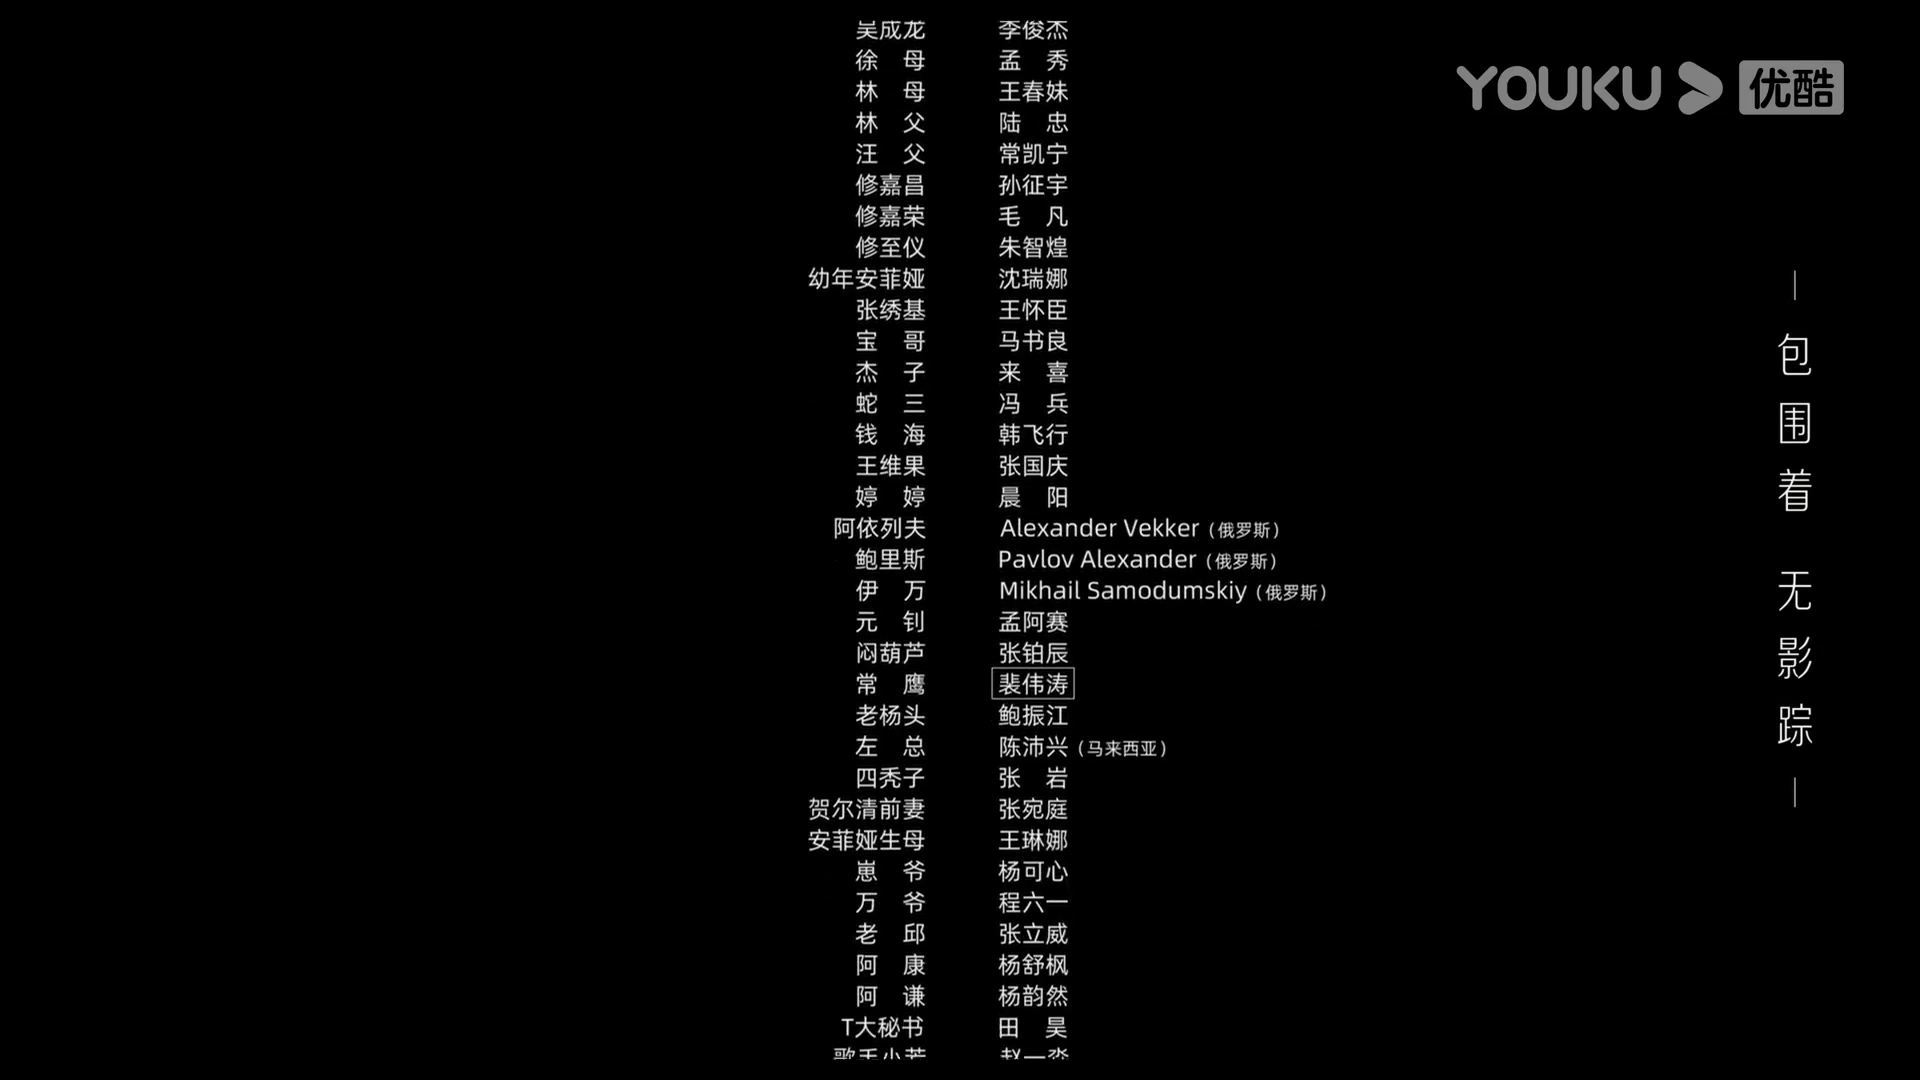 吴成龙 李俊杰
徐 母 孟 秀
林 母 王春妹
林 父 陆 忠
汪 父 常凯宁
修嘉昌 孙征宇
修嘉荣 毛 凡
修至仪 朱智煌
幼年安菲娅 沈瑞娜
张绣基 王怀臣
宝 哥 马书良
杰 子 来 喜
蛇 三 冯 兵
钱 海 韩飞行
王维果 张国庆
婷 婷 晨 阳
阿依列夫 Alexander Vekker（俄罗斯）
鲍里斯 Pavlov Alexander（俄罗斯）
伊 万 Mikhail Samodumskiy（俄罗斯）
元 钊 孟阿赛
闷葫芦 张铂辰
常 鹰 裴伟涛
老杨头 鲍振江
左 总 陈沛兴（马来西亚）
四秃子 张 岩
贺尔清前妻 张宛庭
安菲娅生母 王琳娜
崽 爷 杨可心
万 爷 程六一
老 邱 张立威
阿 康 杨舒枫
阿 谦 杨韵然
T大秘书 田 昊
YOUKU 优酷
包围着 无影踪